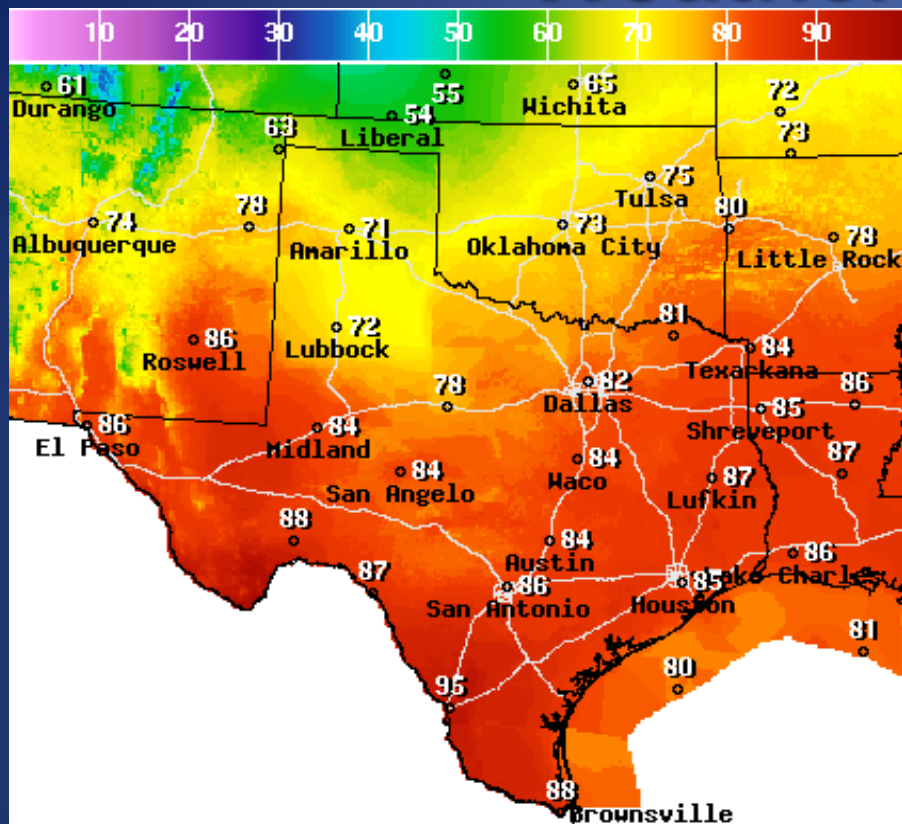 10 20 30 40 50 60 70 80 90
61 55 65
Durango Wichita 72
54
Liberal
63 73
75
Tulsa
74 78 71 73 80 78
Albuquerque Amarillo Oklahoma City Little Rock
86 72 81 84
Roswell Lubbock Texarkana
78 82 86
Dallas 85
86 84 Shreveport
El Paso Midland
84 84 87 87
San Angelo Waco Lufkin
88 84 86
Austin Lake Charles
87 86 85
San Antonio Houston
81
80
95
88
Brownsville